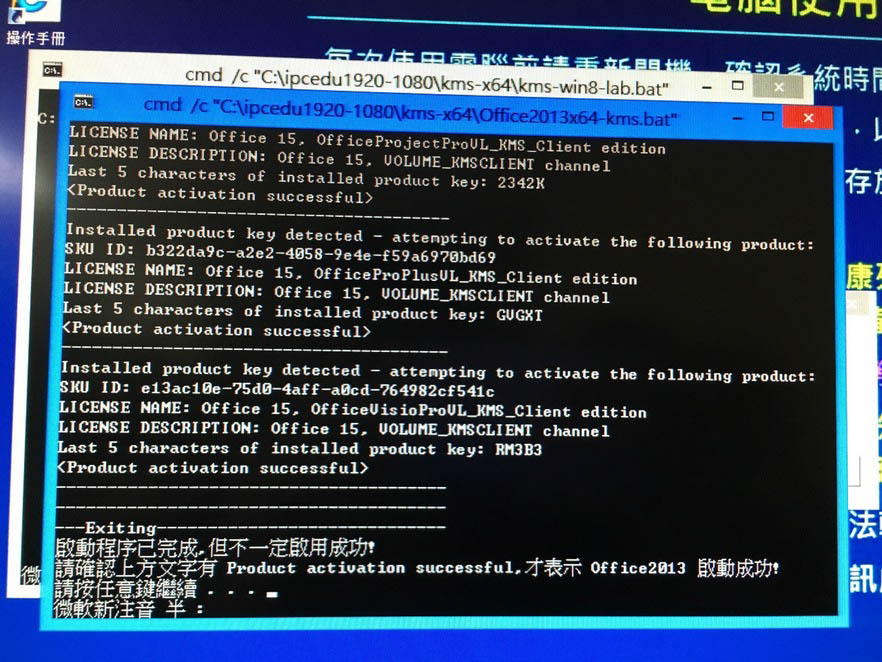 電腦使用
操作手冊
每次使用電腦前請重新開機,確認系統時間
cmd /c "C:\ipcedu1920-1080\kms-x64\kms-win8-lab.bat"
cmd /c "C:\ipcedu1920-1080\kms-x64\Office2013x64-kms.bat"
C:
LICENSE NAME: Office 15, OfficeProjectProVL_KMS_Client edition
LICENSE DESCRIPTION: Office 15, VOLUME_KMSCLIENT channel
Last 5 characters of installed product key: 2342K
<Product activation successful>
---------------------------------------
Installed product key detected - attempting to activate the following product:
SKU ID: b322da9c-a2e2-4058-9e4e-f59a6970bd69
LICENSE NAME: Office 15, OfficeProPlusVL_KMS_Client edition
LICENSE DESCRIPTION: Office 15, VOLUME_KMSCLIENT channel
Last 5 characters of installed product key: GVGXT
<Product activation successful>
---------------------------------------
Installed product key detected - attempting to activate the following product:
SKU ID: e13ac10e-75d0-4aff-a0cd-764982cf541c
LICENSE NAME: Office 15, OfficeVisioProVL_KMS_Client edition
LICENSE DESCRIPTION: Office 15, VOLUME_KMSCLIENT channel
Last 5 characters of installed product key: RM3B3
<Product activation successful>
---------------------------------------
---------------------------------------
---Exiting-----------------------------
啟動程序已完成,但不一定啟用成功!
請確認上方文字有 Product activation successful,才表示 Office2013 啟動成功!
請按任意鍵繼續 . . .
微軟新注音 半 :
微
存放
康
法
訊